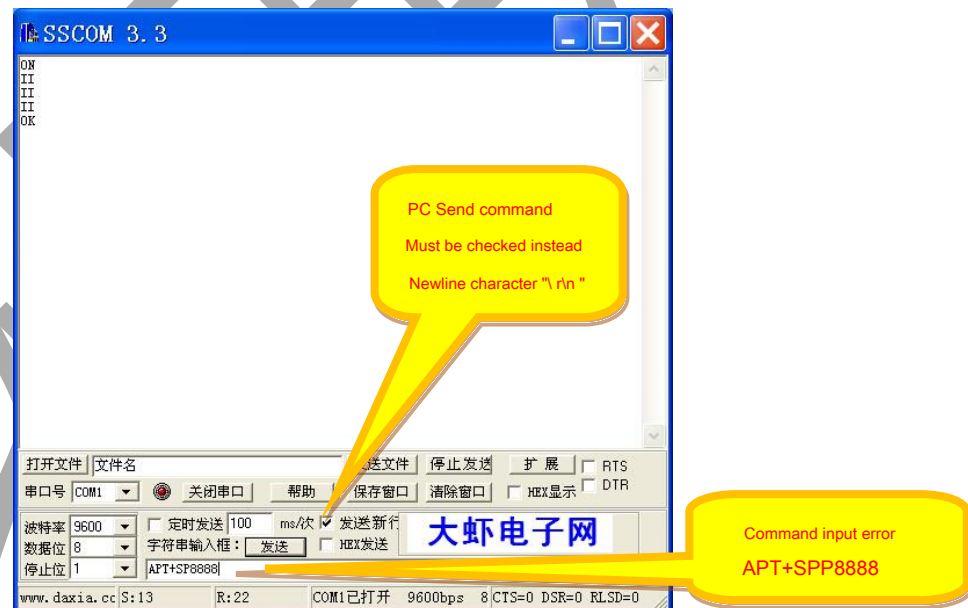 SSCOM 3.3
ON
II
II
II
OK
PC Send command
Must be checked instead
Newline character "\ r\n "
打开文件 文件名 送文件 停止发送 扩 展 RTS
串口号 COM1 关闭串口 帮助 保存窗口 清除窗口 HEX显示 DTR
波特率 9600 定时发送 100 ms/次 发送新行 大虾电子网
数据位 8 字符串输入框： 发送 HEX发送
停止位 1 APT+SP8888
Command input error
APT+SPP8888
www.daxia.cc S:13 R:22 COM1已打开 9600bps 8 CTS=0 DSR=0 RLSD=0